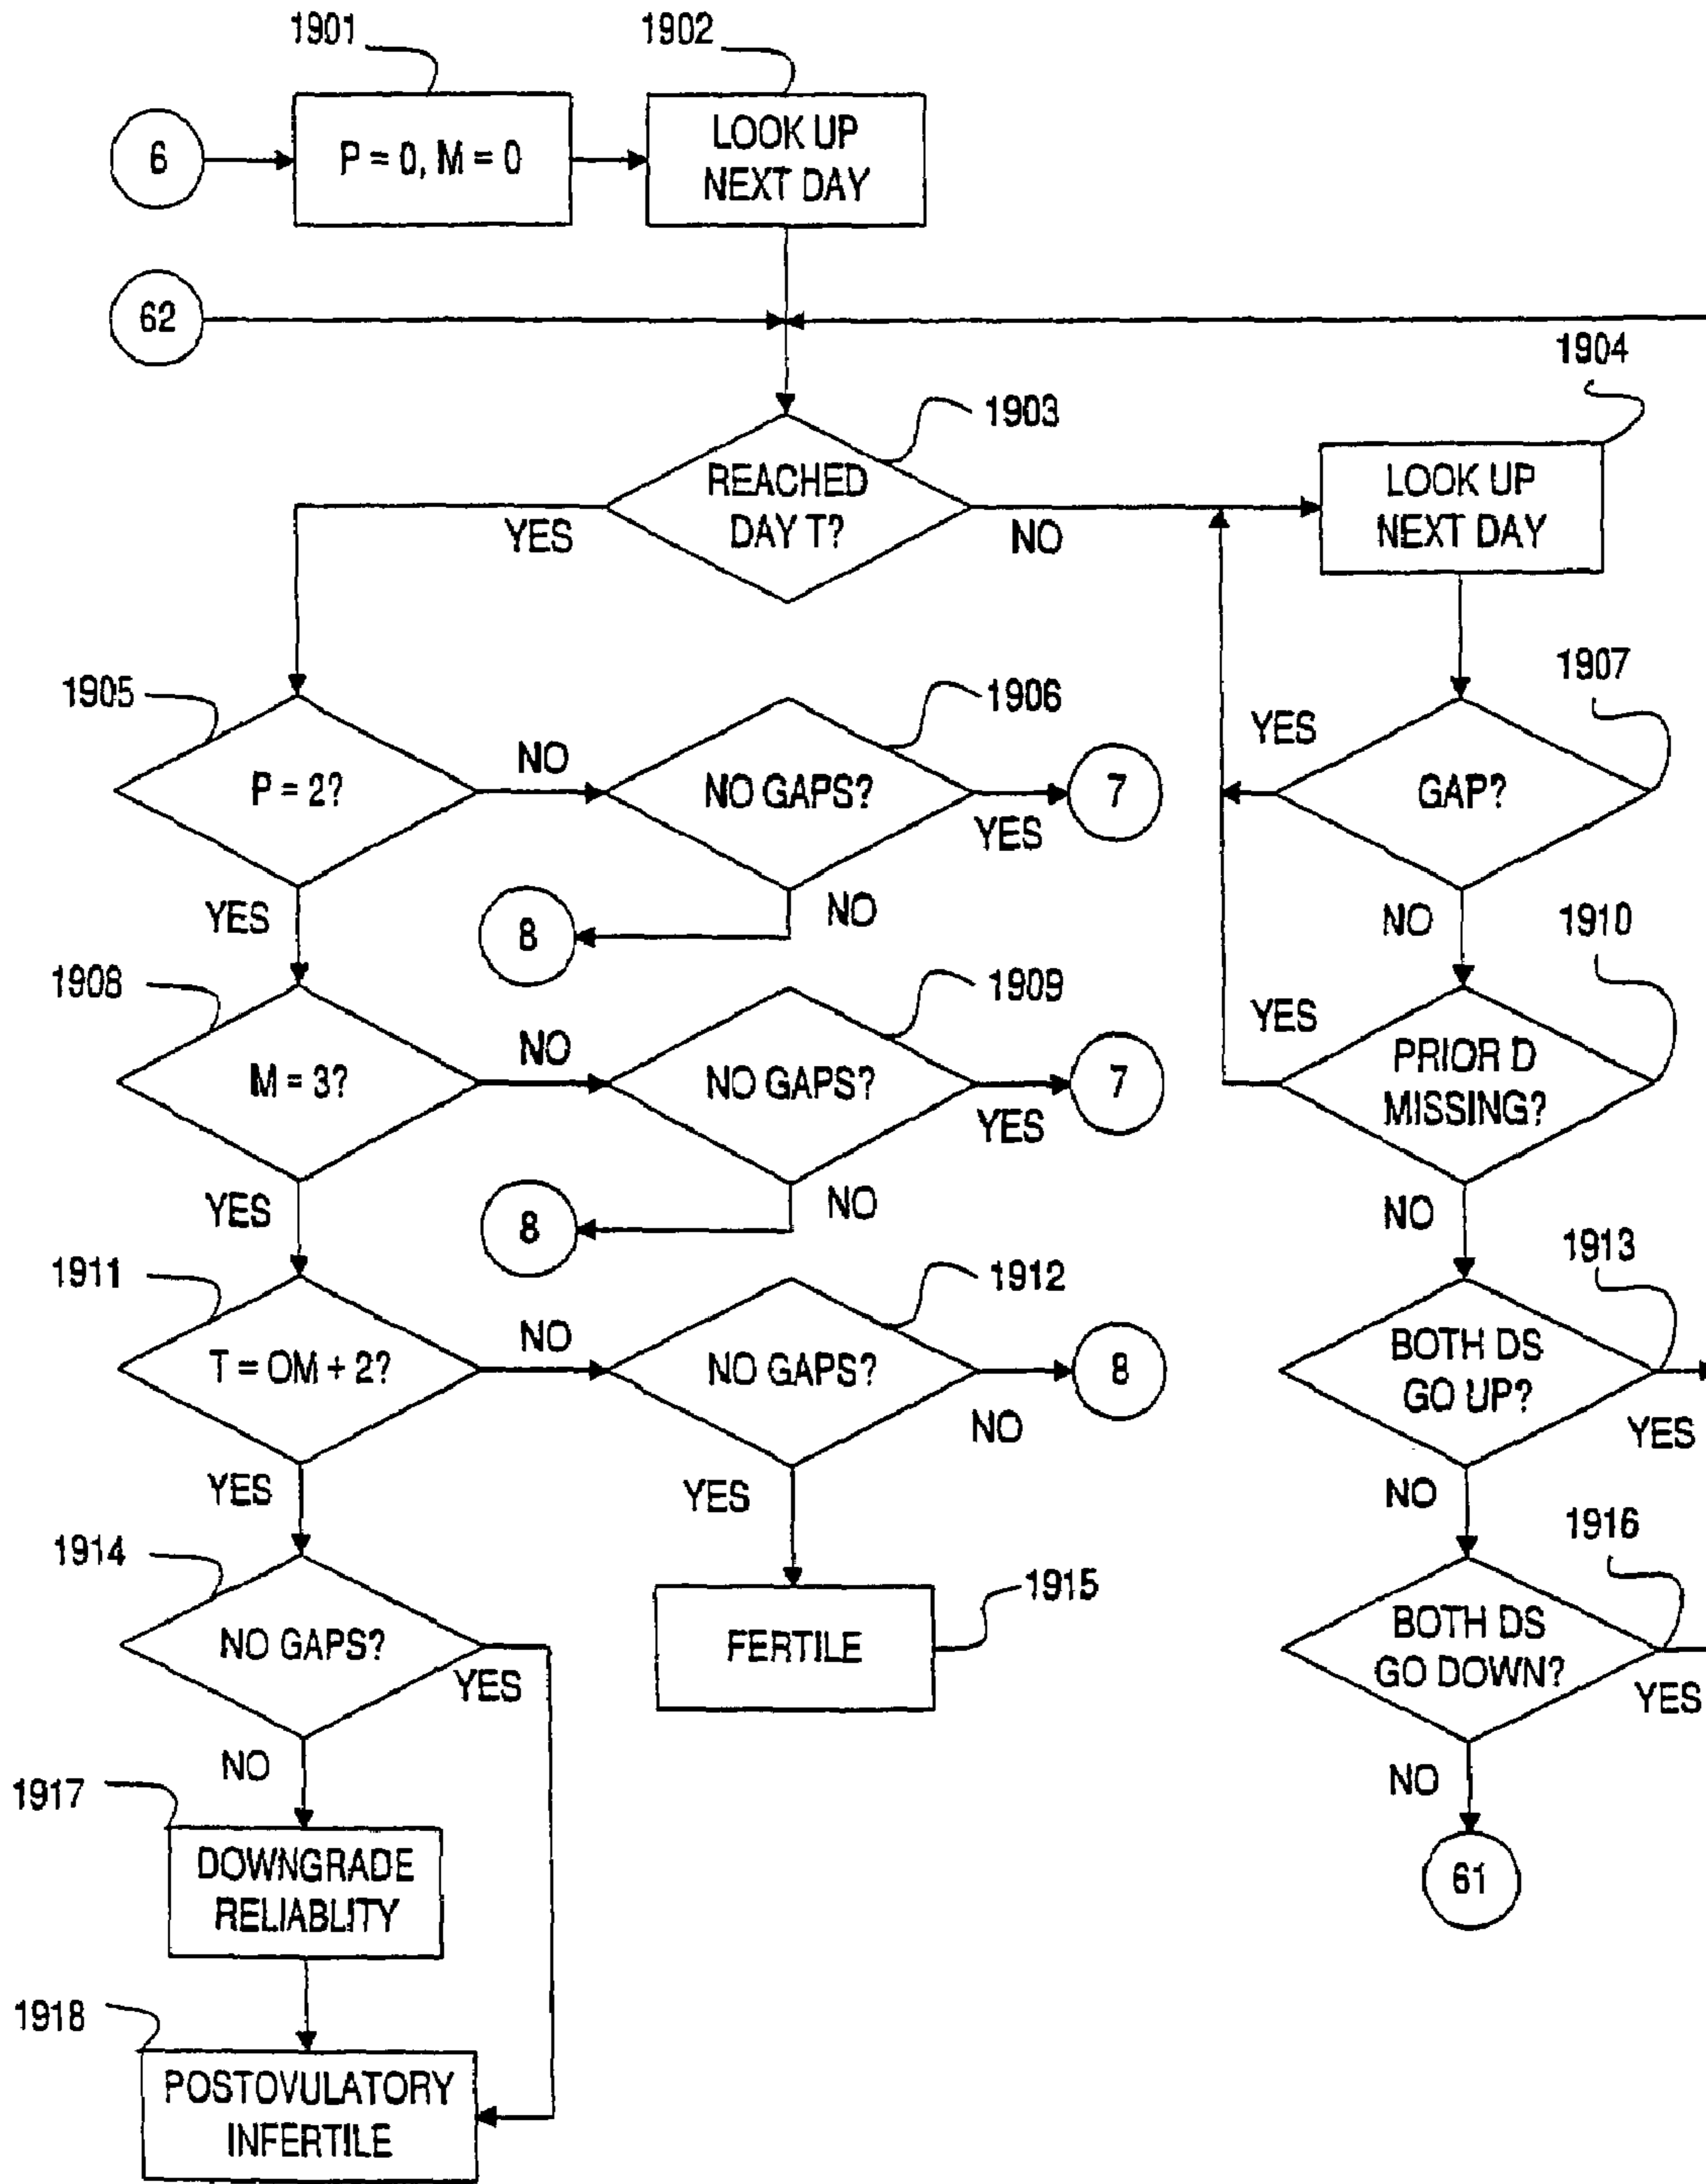 1901
1902
6
P = 0, M = 0
LOOK UP
NEXT DAY
62
1904
1903
REACHED
DAY T?
LOOK UP
NEXT DAY
YES
NO
1905
1906
1907
P = 2?
NO
NO GAPS?
YES
7
YES
GAP?
YES
8
NO
NO
1908
1909
1910
M = 3?
NO
NO GAPS?
YES
7
YES
PRIOR D
MISSING?
YES
8
NO
NO
1911
1912
1913
T = OM + 2?
NO
NO GAPS?
NO
8
BOTH DS
GO UP?
YES
YES
YES
NO
1914
1915
1916
NO GAPS?
YES
FERTILE
BOTH DS
GO DOWN?
YES
NO
NO
1917
DOWNGRADE
RELIABLITY
61
1918
POSTOVULATORY
INFERTILE